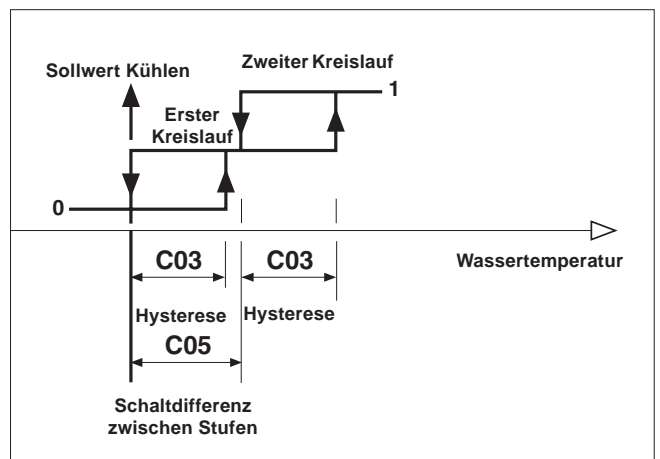 Zweiter Kreislauf
Sollwert Kühlen
1
Erster
Kreislauf
0
C03
C03
Wassertemperatur
Hysterese
Hysterese
C05
Schaltdifferenz
zwischen Stufen